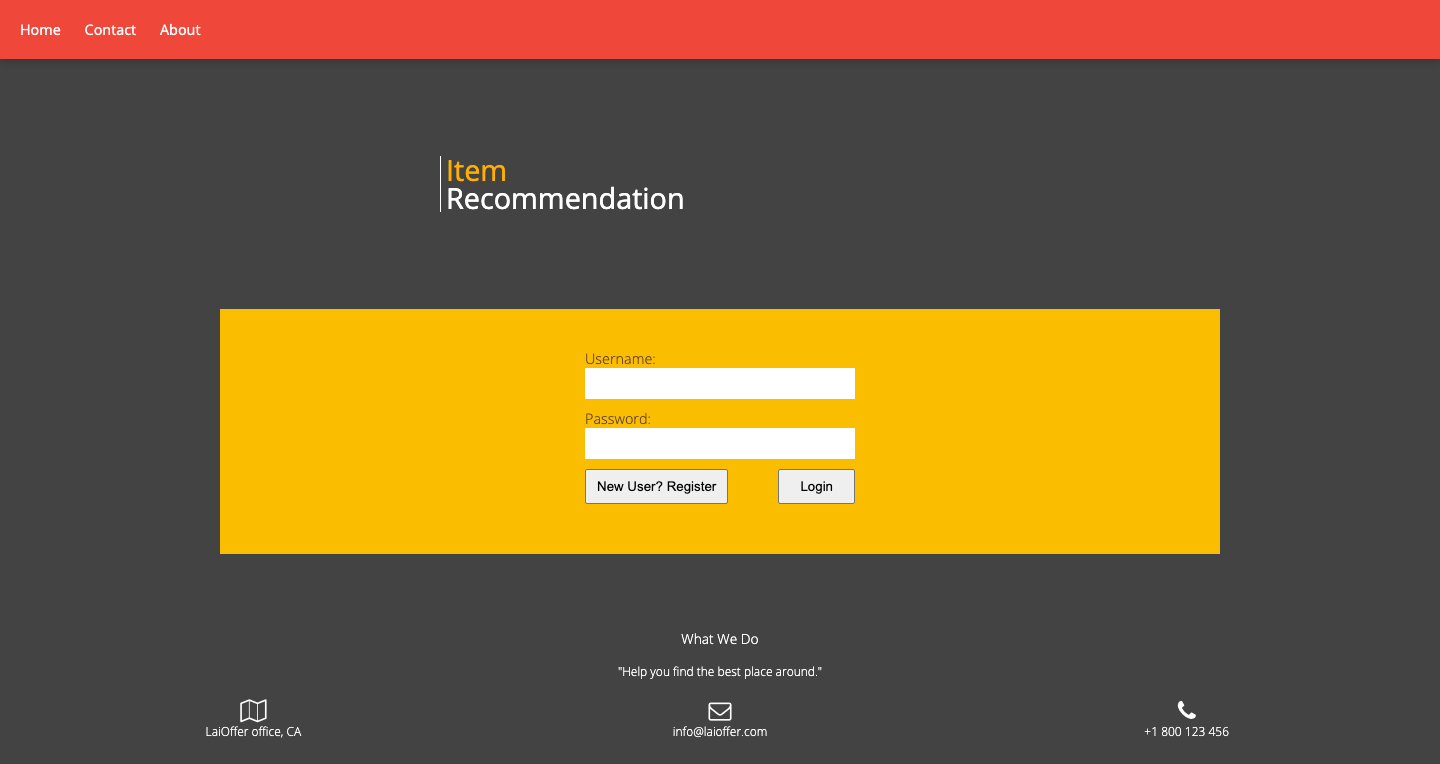 Home Contact About
Item
Recommendation
Username:
Password:
New User? Register Login
What We Do
"Help you find the best place around."
LaiOffer office, CA
info@laioffer.com
+1 800 123 456